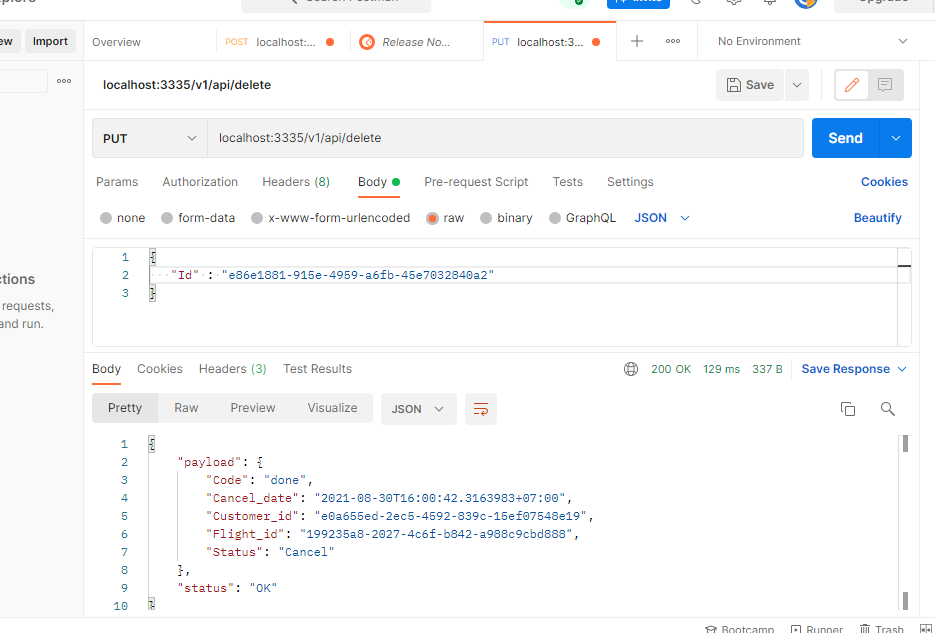 Import
Overview
POST localhost:...
Release No...
PUT localhost:3...
No Environment
localhost:3335/v1/api/delete
Save
PUT
localhost:3335/v1/api/delete
Send
Params Authorization Headers (8) Body Pre-request Script Tests Settings Cookies
none form-data x-www-form-urlencoded raw binary GraphQL JSON Beautify
1 {
2 "Id" : "e86e1881-915e-4959-a6fb-45e7032840a2"
3 }
ctions
requests,
and run.
Body Cookies Headers (3) Test Results 200 OK 129 ms 337 B Save Response
Pretty Raw Preview Visualize JSON
1 {
2 "payload": {
3 "Code": "done",
4 "Cancel_date": "2021-08-30T16:00:42.3163983+07:00",
5 "Customer_id": "e0a655ed-2ec5-4592-839c-15ef07548e19",
6 "Flight_id": "199235a8-2027-4c6f-b842-a988c9cbd888",
7 "Status": "Cancel"
8 },
9 "status": "OK"
10 }
Bootcamp Runner Trash